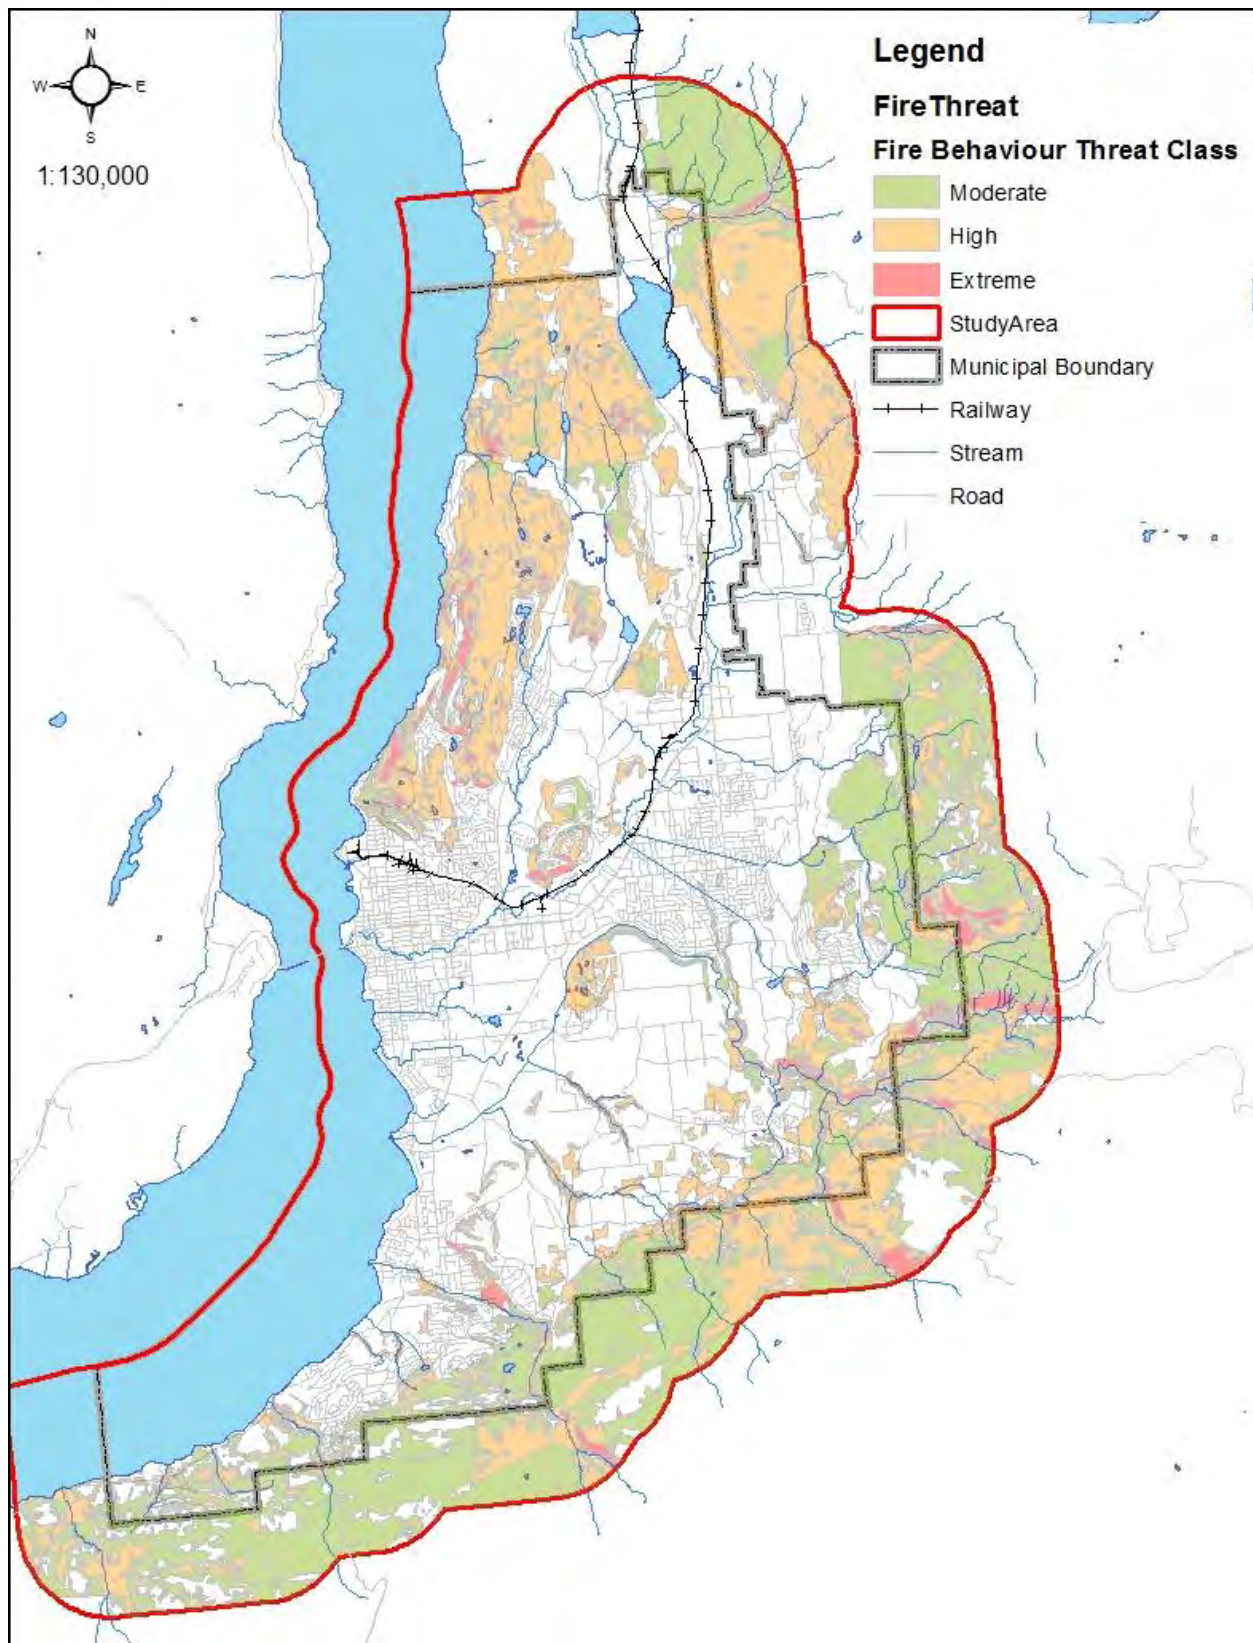 N
W E
S
1:130,000
Legend
FireThreat
Fire Behaviour Threat Class
Moderate
High
Extreme
StudyArea
Municipal Boundary
Railway
Stream
Road